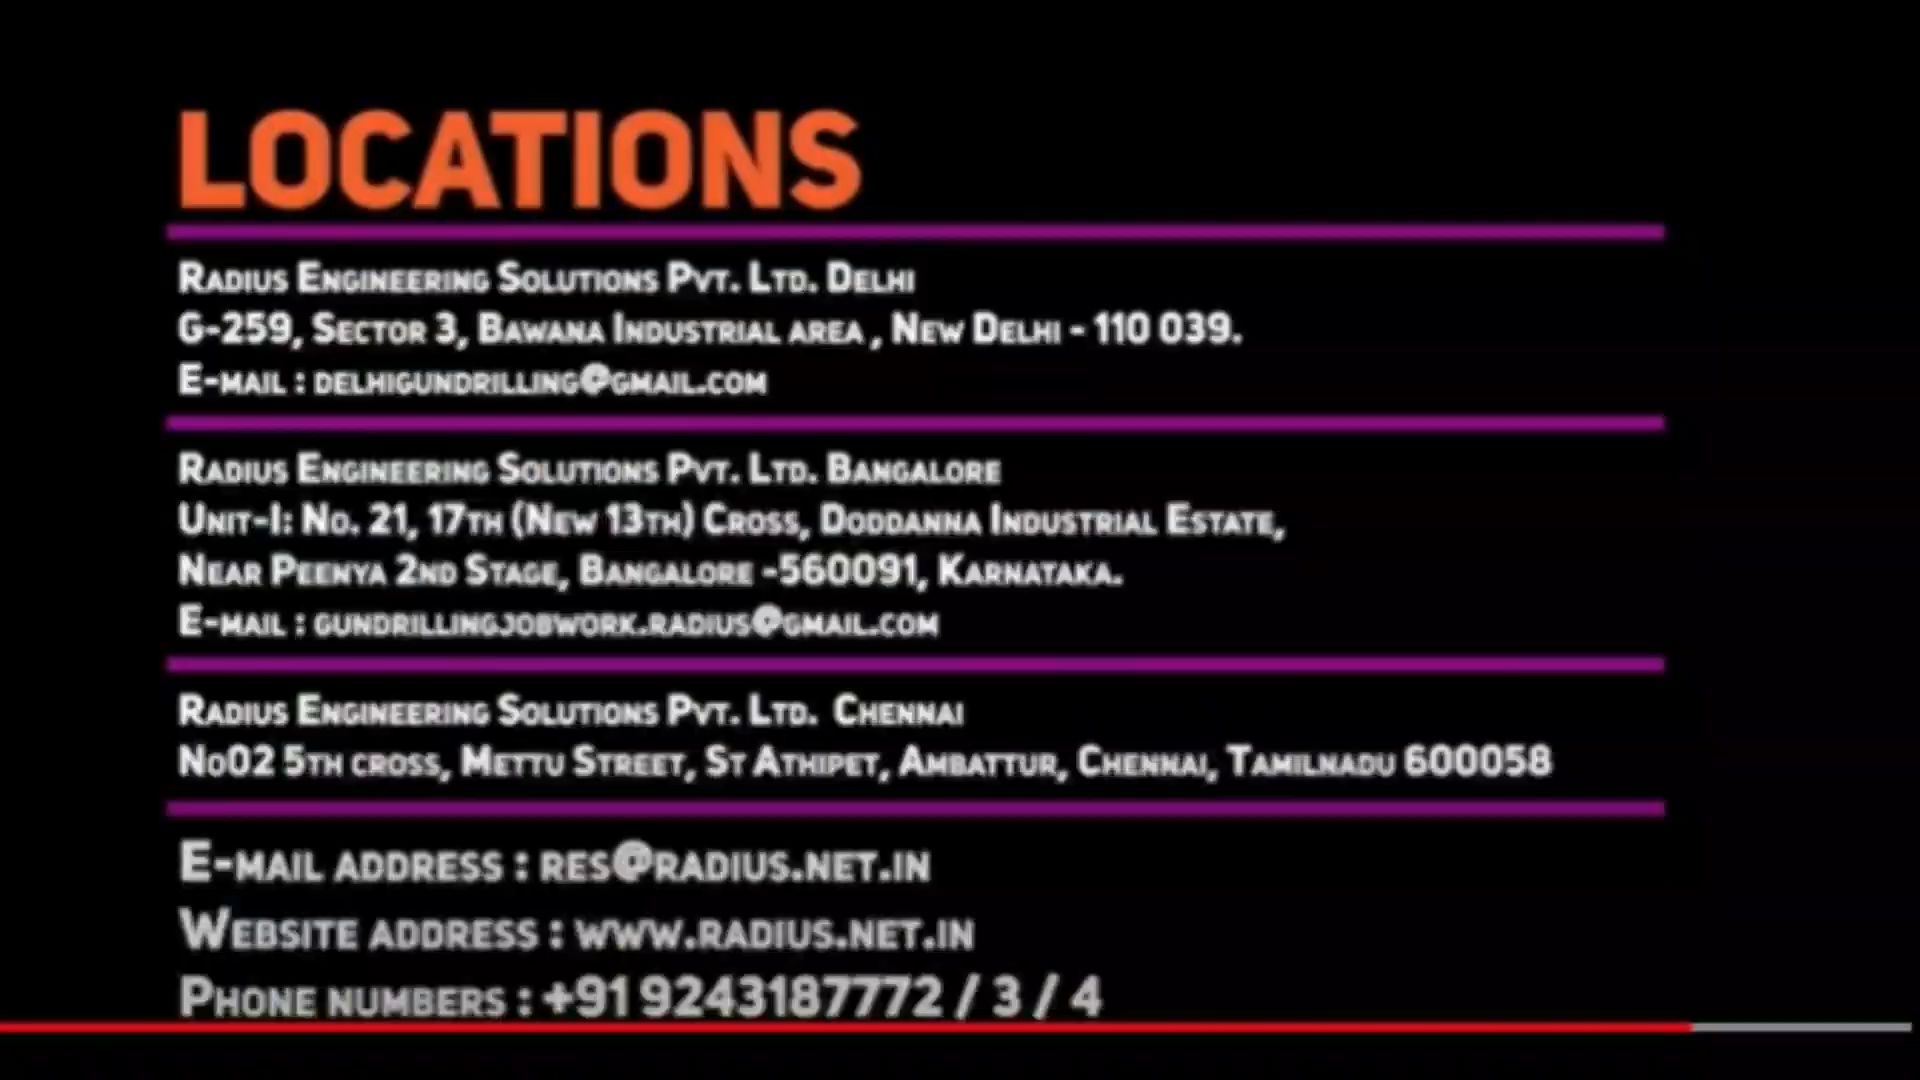 LOCATIONS
Radius Engineering Solutions Pvt. Ltd. Delhi
G-259, Sector 3, Bawana Industrial area , New Delhi - 110 039.
E-mail : delhigundrilling@gmail.com
Radius Engineering Solutions Pvt. Ltd. Bangalore
Unit-I: No. 21, 17th (New 13th) Cross, Doddanna Industrial Estate,
Near Peenya 2nd Stage, Bangalore -560091, Karnataka.
E-mail : gundrillingjobwork.radius@gmail.com
Radius Engineering Solutions Pvt. Ltd. Chennai
No02 5th cross, Mettu Street, St Athipet, Ambattur, Chennai, Tamilnadu 600058
E-mail address : res@radius.net.in
Website address : www.radius.net.in
Phone numbers : +91 9243187772 / 3 / 4